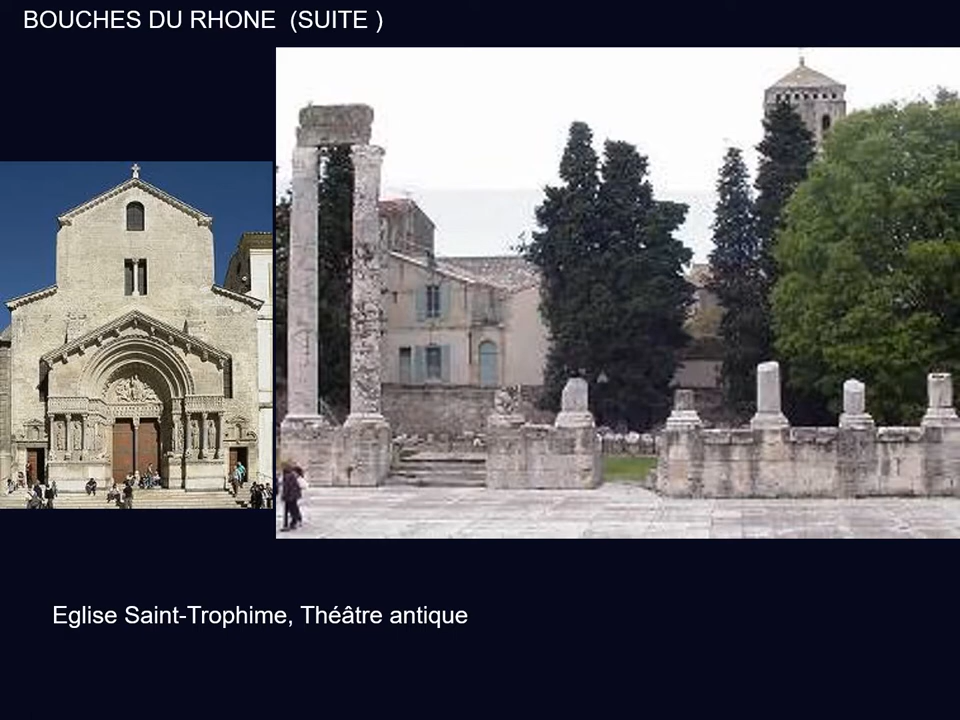 BOUCHES DU RHONE (SUITE )
Eglise Saint-Trophime, Théâtre antique